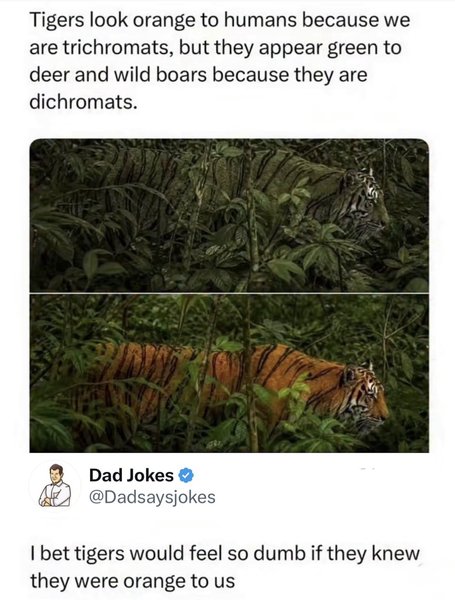 Tigers look orange to humans because we
are trichromats, but they appear green to
deer and wild boars because they are
dichromats.
Dad Jokes
@Dadsaysjokes
I bet tigers would feel so dumb if they knew
they were orange to us